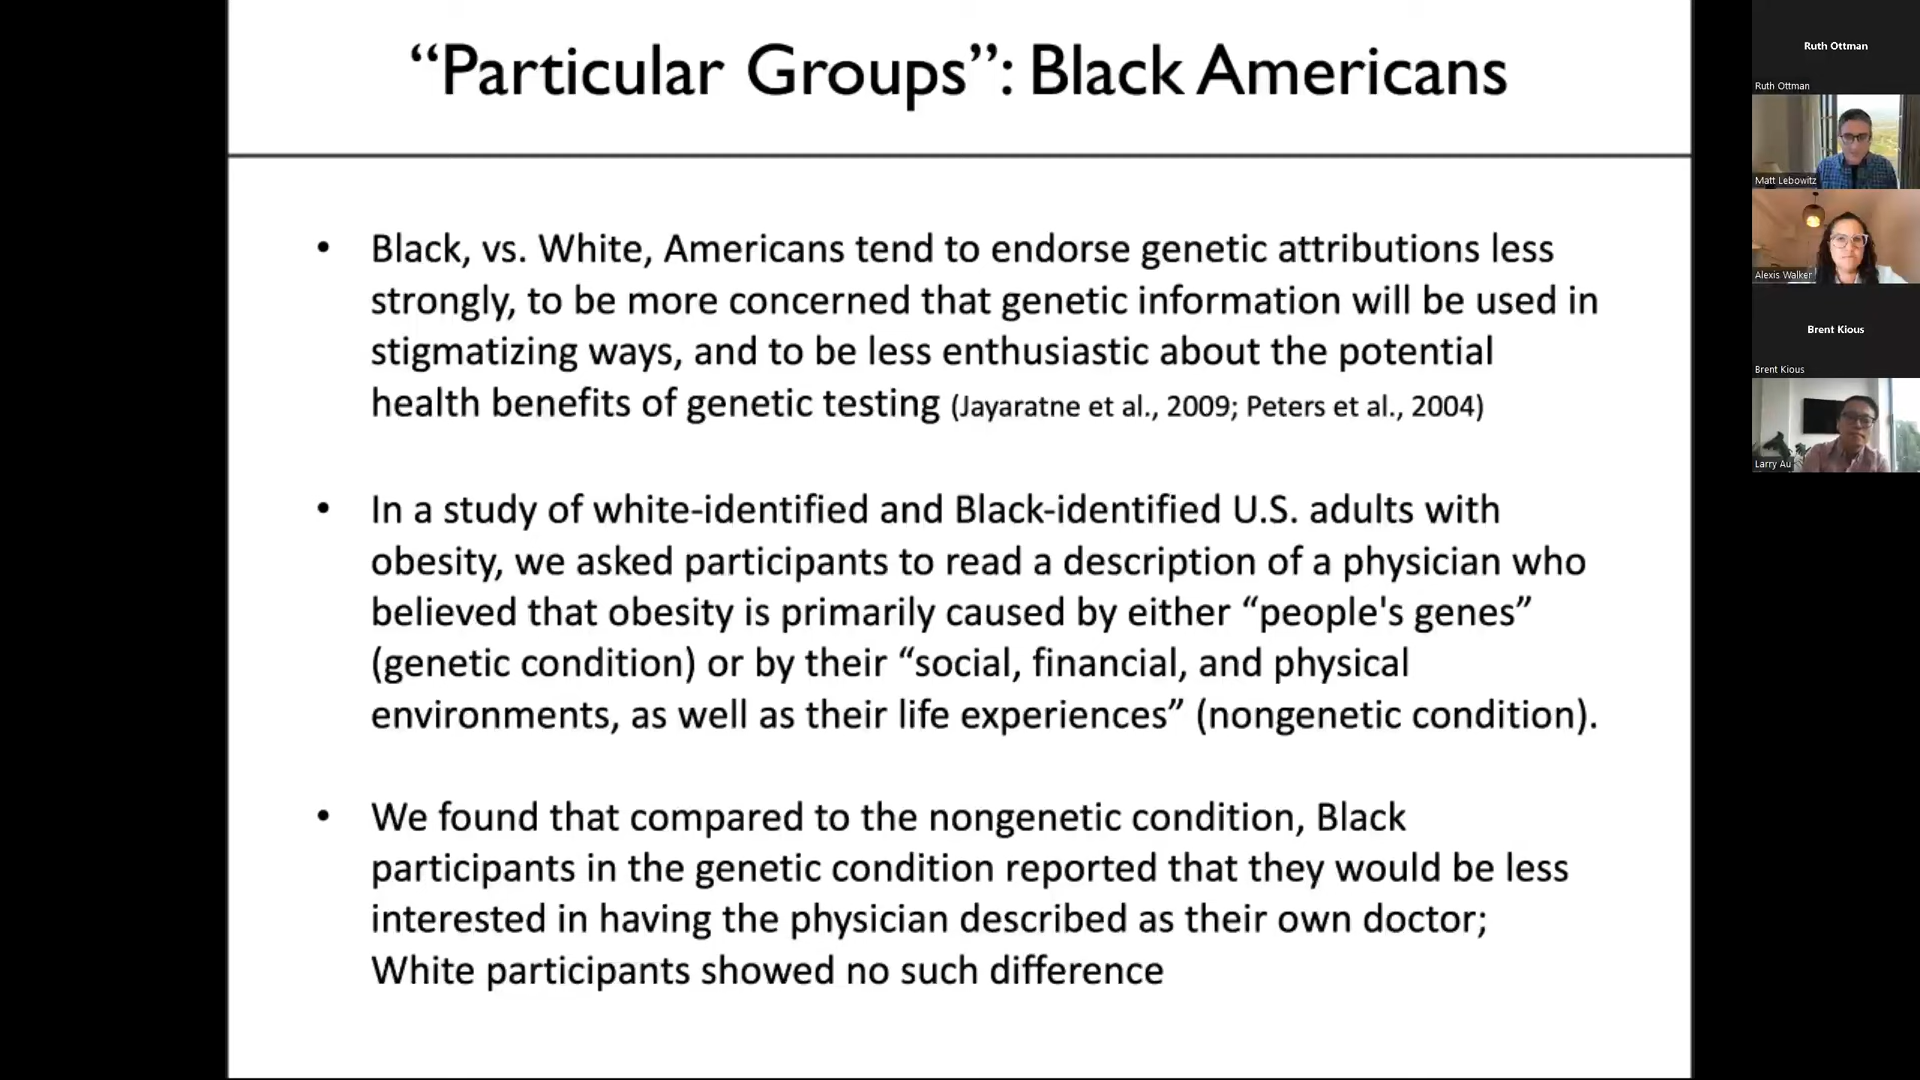 “Particular Groups”: Black Americans
• Black, vs. White, Americans tend to endorse genetic attributions less
strongly, to be more concerned that genetic information will be used in
stigmatizing ways, and to be less enthusiastic about the potential
health benefits of genetic testing (Jayaratne et al., 2009; Peters et al., 2004)
• In a study of white-identified and Black-identified U.S. adults with
obesity, we asked participants to read a description of a physician who
believed that obesity is primarily caused by either “people's genes”
(genetic condition) or by their “social, financial, and physical
environments, as well as their life experiences” (nongenetic condition).
• We found that compared to the nongenetic condition, Black
participants in the genetic condition reported that they would be less
interested in having the physician described as their own doctor;
White participants showed no such difference
Ruth Ottman
Ruth Ottman
Matt Lebowitz
Alexis Walker
Brent Kious
Brent Kious
Larry Au